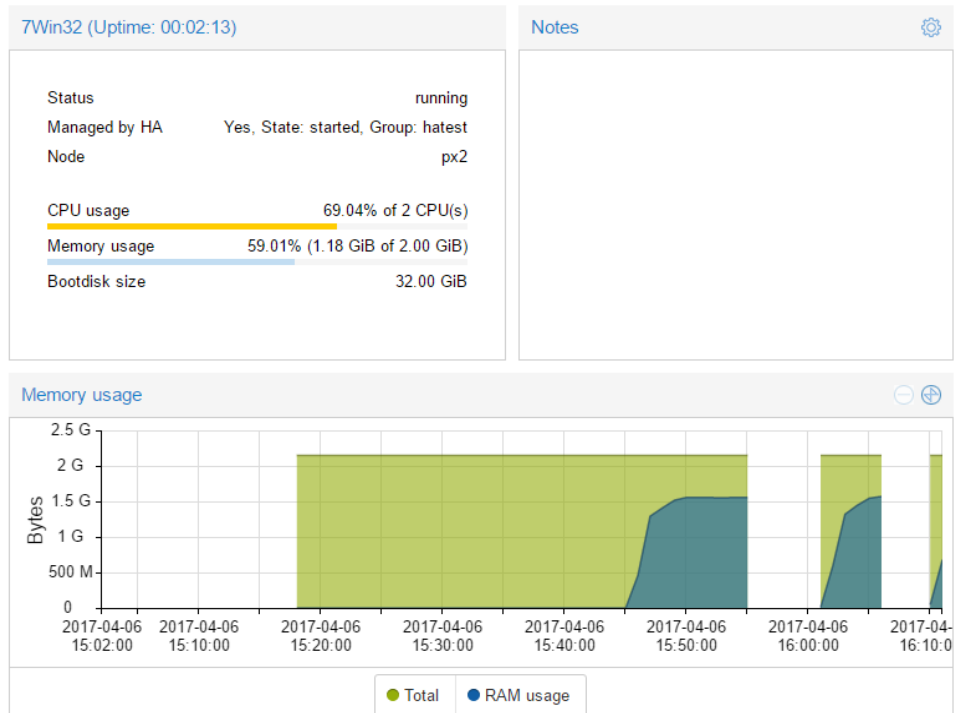 7Win32 (Uptime: 00:02:13)
Notes
Status running
Managed by HA Yes, State: started, Group: hatest
Node px2
CPU usage 69.04% of 2 CPU(s)
Memory usage 59.01% (1.18 GiB of 2.00 GiB)
Bootdisk size 32.00 GiB
Memory usage
Bytes
2.5 G
2 G
1.5 G
1 G
500 M
0
2017-04-06 2017-04-06 2017-04-06 2017-04-06 2017-04-06 2017-04-06 2017-04-06 2017-04-
15:02:00 15:10:00 15:20:00 15:30:00 15:40:00 15:50:00 16:00:00 16:10:0
Total RAM usage